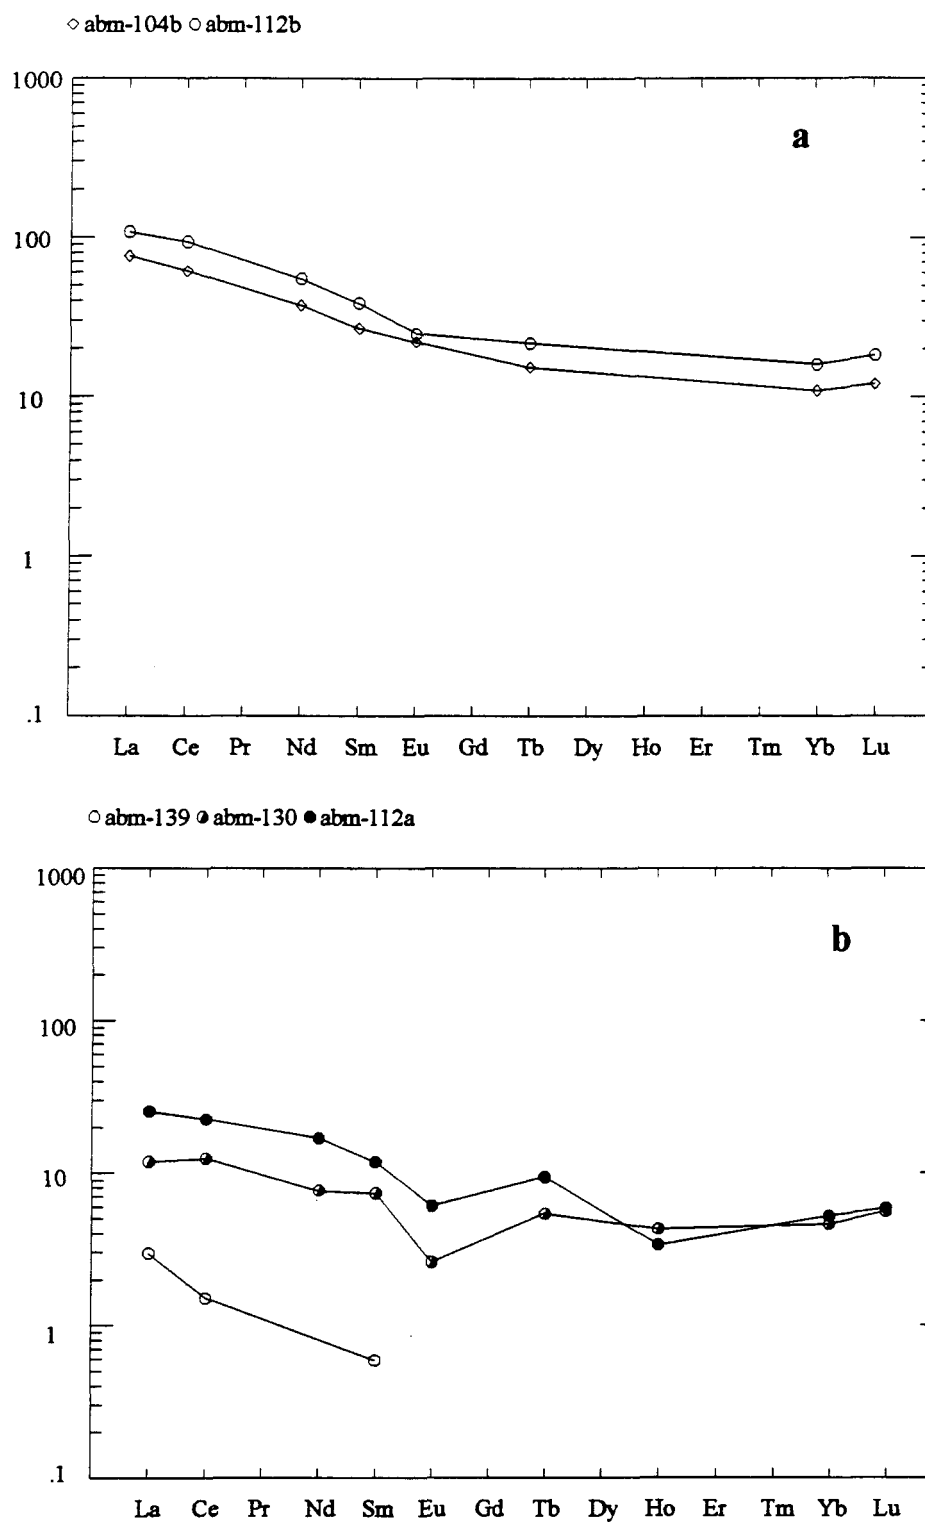 abm-104b abm-112b
1000
a
100
10
1
.1
La Ce Pr Nd Sm Eu Gd Tb Dy Ho Er Tm Yb Lu
abm-139 abm-130 abm-112a
1000
b
100
10
1
.1
La Ce Pr Nd Sm Eu Gd Tb Dy Ho Er Tm Yb Lu